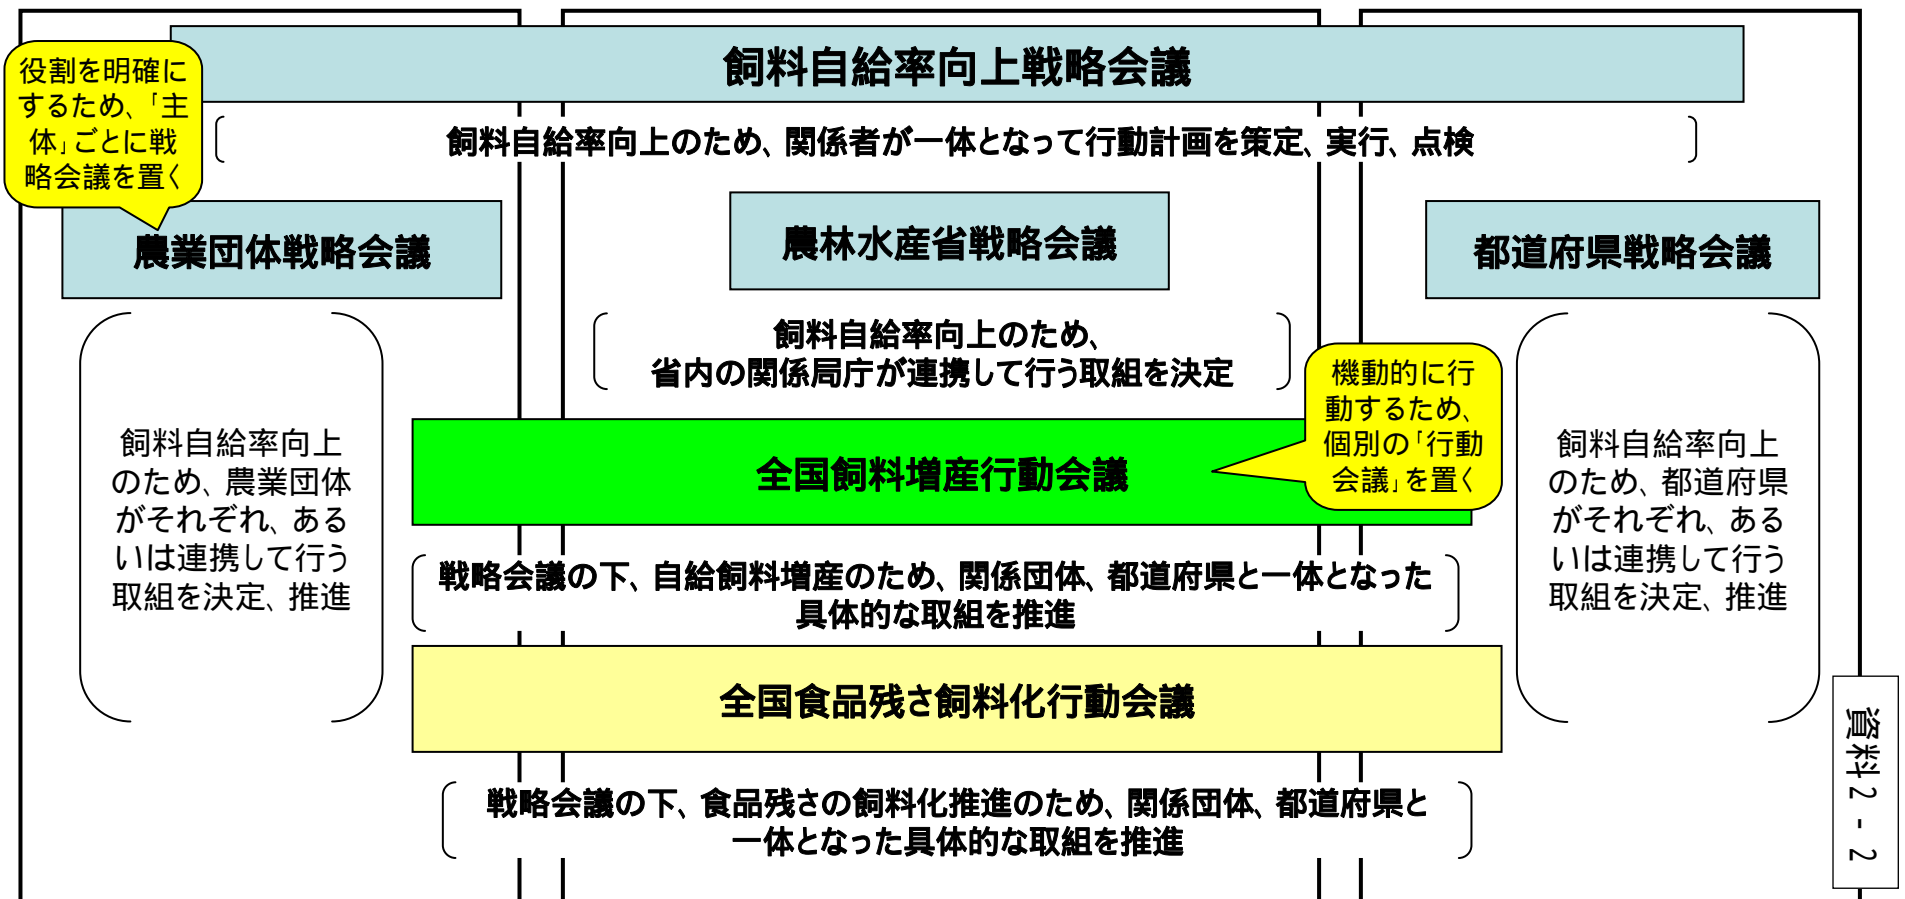 飼料自給率向上戦略会議
役割を明確に
するため、「主
体」ごとに戦
略会議を置く
飼料自給率向上のため、関係者が一体となって行動計画を策定、実行、点検
農業団体戦略会議
農林水産省戦略会議
都道府県戦略会議
飼料自給率向上のため、
省内の関係局庁が連携して行う取組を決定
機動的に行
動するため、
個別の「行動
会議」を置く
飼料自給率向上
のため、農業団体
がそれぞれ、ある
いは連携して行う
取組を決定、推進
全国飼料増産行動会議
飼料自給率向上
のため、都道府県
がそれぞれ、ある
いは連携して行う
取組を決定、推進
戦略会議の下、自給飼料増産のため、関係団体、都道府県と一体となった
具体的な取組を推進
全国食品残さ飼料化行動会議
戦略会議の下、食品残さの飼料化推進のため、関係団体、都道府県と
一体となった具体的な取組を推進
資料2-2